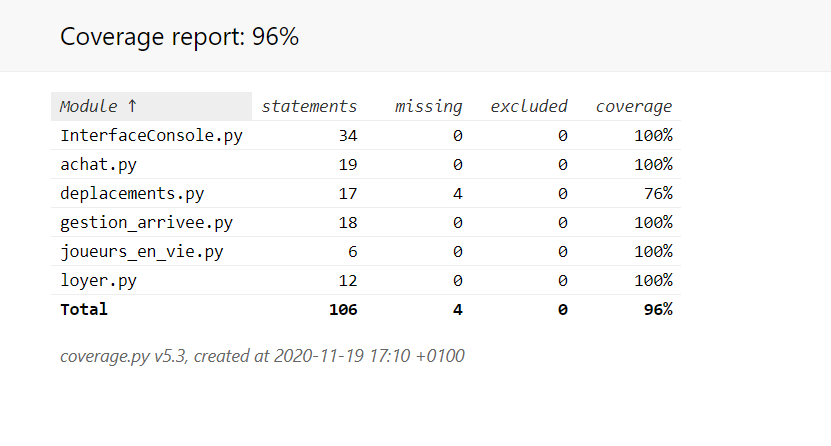 Coverage report: 96%
Module ↑ statements missing excluded coverage
InterfaceConsole.py 34 0 0 100%
achat.py 19 0 0 100%
deplacements.py 17 4 0 76%
gestion_arrivee.py 18 0 0 100%
joueurs_en_vie.py 6 0 0 100%
loyer.py 12 0 0 100%
Total 106 4 0 96%
coverage.py v5.3, created at 2020-11-19 17:10 +0100